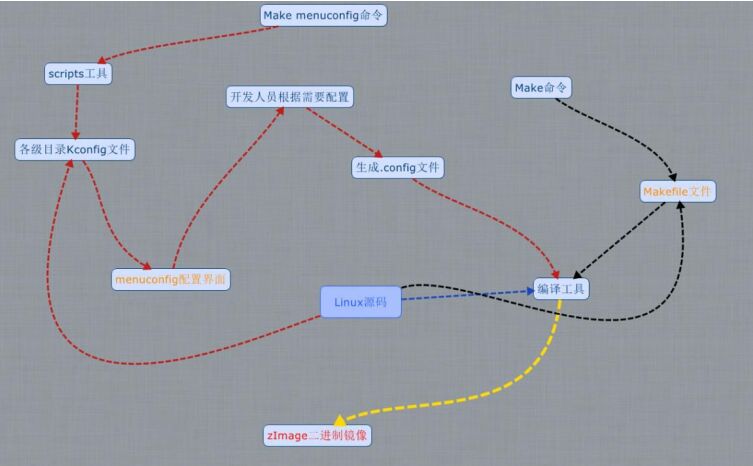 Make menuconfig命令
scripts工具
开发人员根据需要配置
Make命令
各级目录Kconfig文件
生成.config文件
Makefile文件
menuconfig配置界面
Linux源码
编译工具
zImage二进制镜像